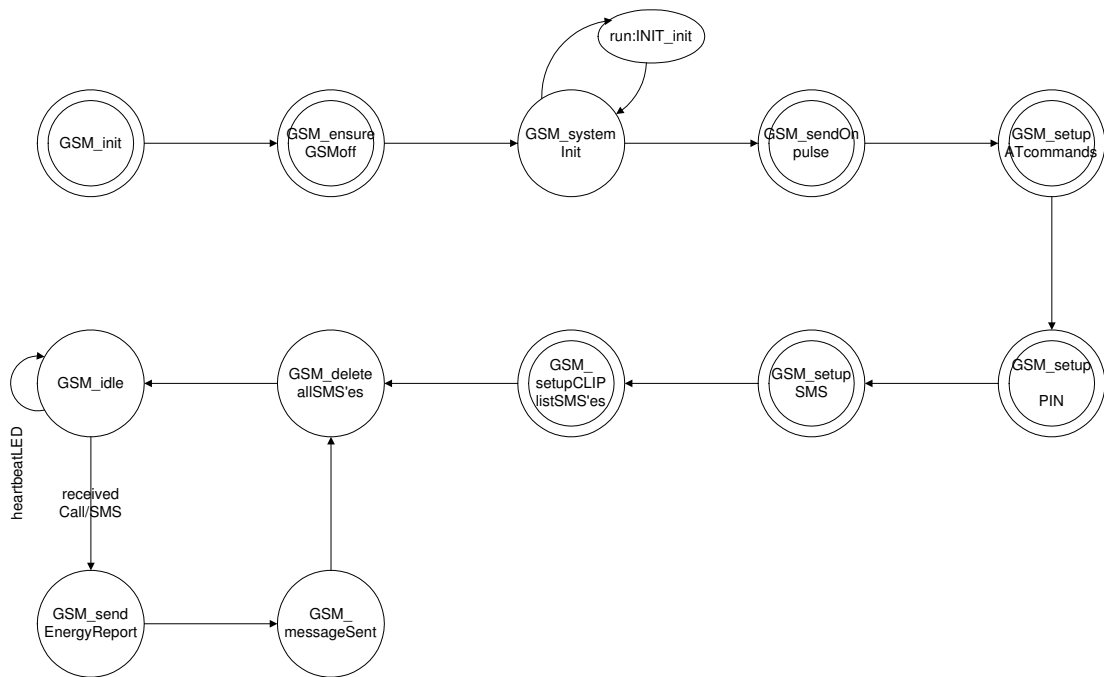 run:INIT_init
GSM_init
GSM_ensure
GSMoff
GSM_system
Init
GSM_sendOn
pulse
GSM_setup
ATcommands
GSM_idle
GSM_delete
allSMS'es
GSM_
setupCLIP
listSMS'es
GSM_setup
SMS
GSM_setup
PIN
heartbeatLED
received
Call/SMS
GSM_send
EnergyReport
GSM_
messageSent